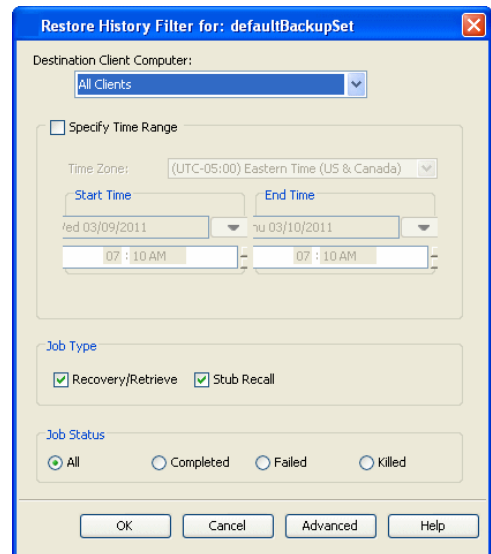 Restore History Filter for: defaultBackupSet
Destination Client Computer:
All Clients
Specify Time Range
Time Zone: (UTC-05:00) Eastern Time (US & Canada)
Start Time End Time
03/09/2011 03/10/2011
07 : 10 AM 07 : 10 AM
Job Type
Recovery/Retrieve Stub Recall
Job Status
All Completed Failed Killed
OK Cancel Advanced Help